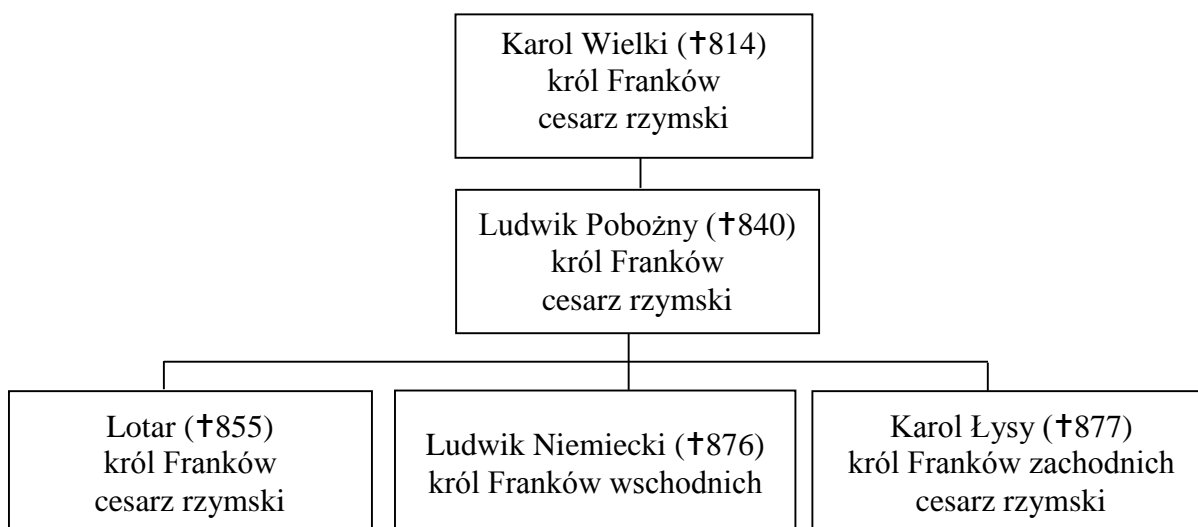 Karol Wielki (✝814)
król Franków
cesarz rzymski
Ludwik Pobożny (✝840)
król Franków
cesarz rzymski
Lotar (✝855)
król Franków
cesarz rzymski
Ludwik Niemiecki (✝876)
król Franków wschodnich
Karol Łysy (✝877)
król Franków zachodnich
cesarz rzymski